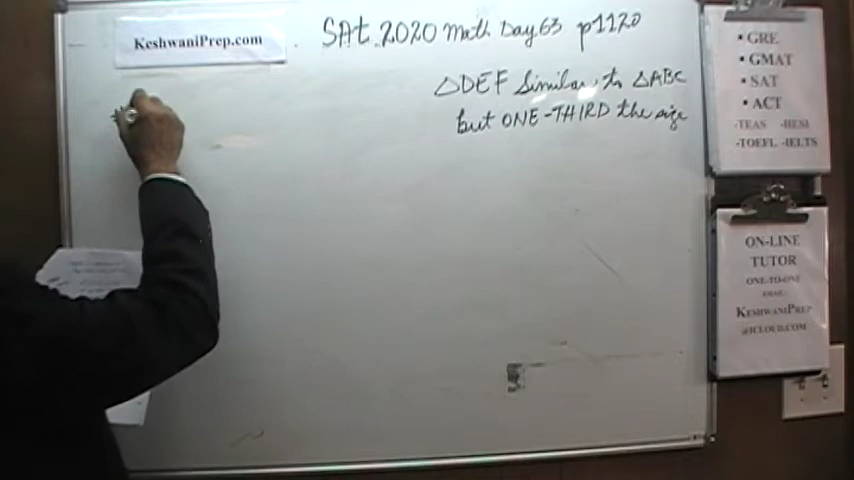 KeshwaniPrep.com
SAt 2020 Math Day 63 p1120
△DEF Similar to △ABC
but ONE-THIRD the size
▪ GRE
▪ GMAT
▪ SAT
▪ ACT
-TEAS -HESI
-TOEFL -IELTS
ON-LINE
TUTOR
ONE-TO-ONE
KESHWANIPREP
@ICLOUD.COM